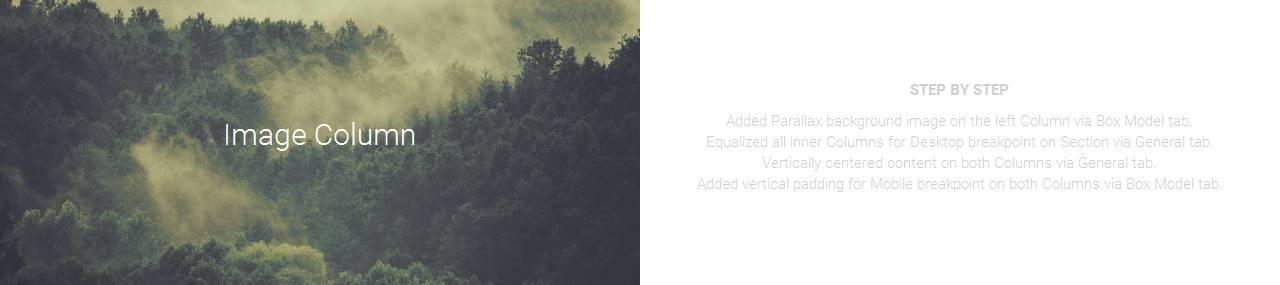 Image Column
STEP BY STEP
Added Parallax background image on the left Column via Box Model tab.
Equalized all inner Columns for Desktop breakpoint on Section via General tab.
Vertically centered content on both Columns via General tab.
Added vertical padding for Mobile breakpoint on both Columns via Box Model tab.